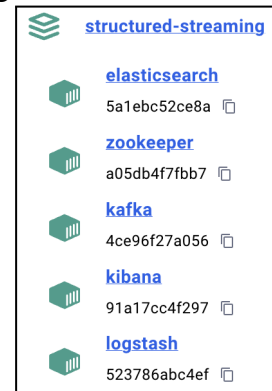 structured-streaming
elasticsearch
5a1ebc52ce8a
zookeeper
a05db4f7fbb7
kafka
4ce96f27a056
kibana
91a17cc4f297
logstash
523786abc4ef